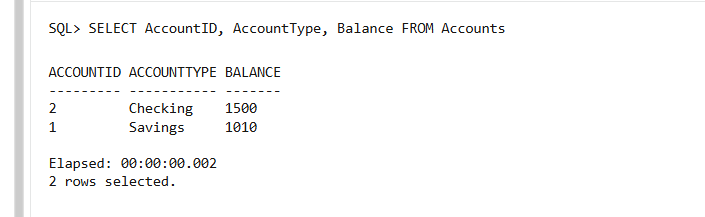 SQL> SELECT AccountID, AccountType, Balance FROM Accounts
ACCOUNTID ACCOUNTTYPE BALANCE
--------- ----------- -------
2         Checking    1500
1         Savings     1010
Elapsed: 00:00:00.002
2 rows selected.